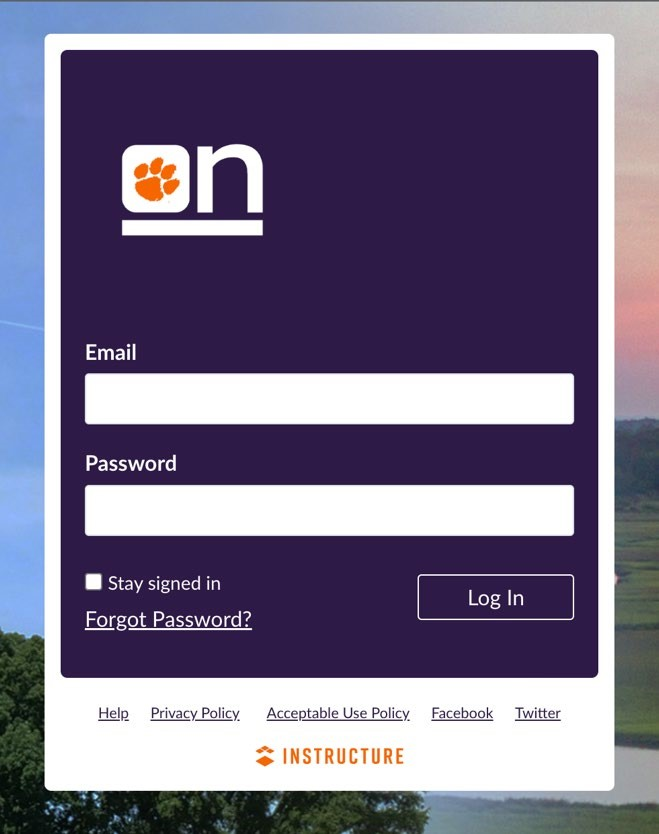 on
Email
Password
Stay signed in
Log In
Forgot Password?
Help Privacy Policy Acceptable Use Policy Facebook Twitter
INSTRUCTURE